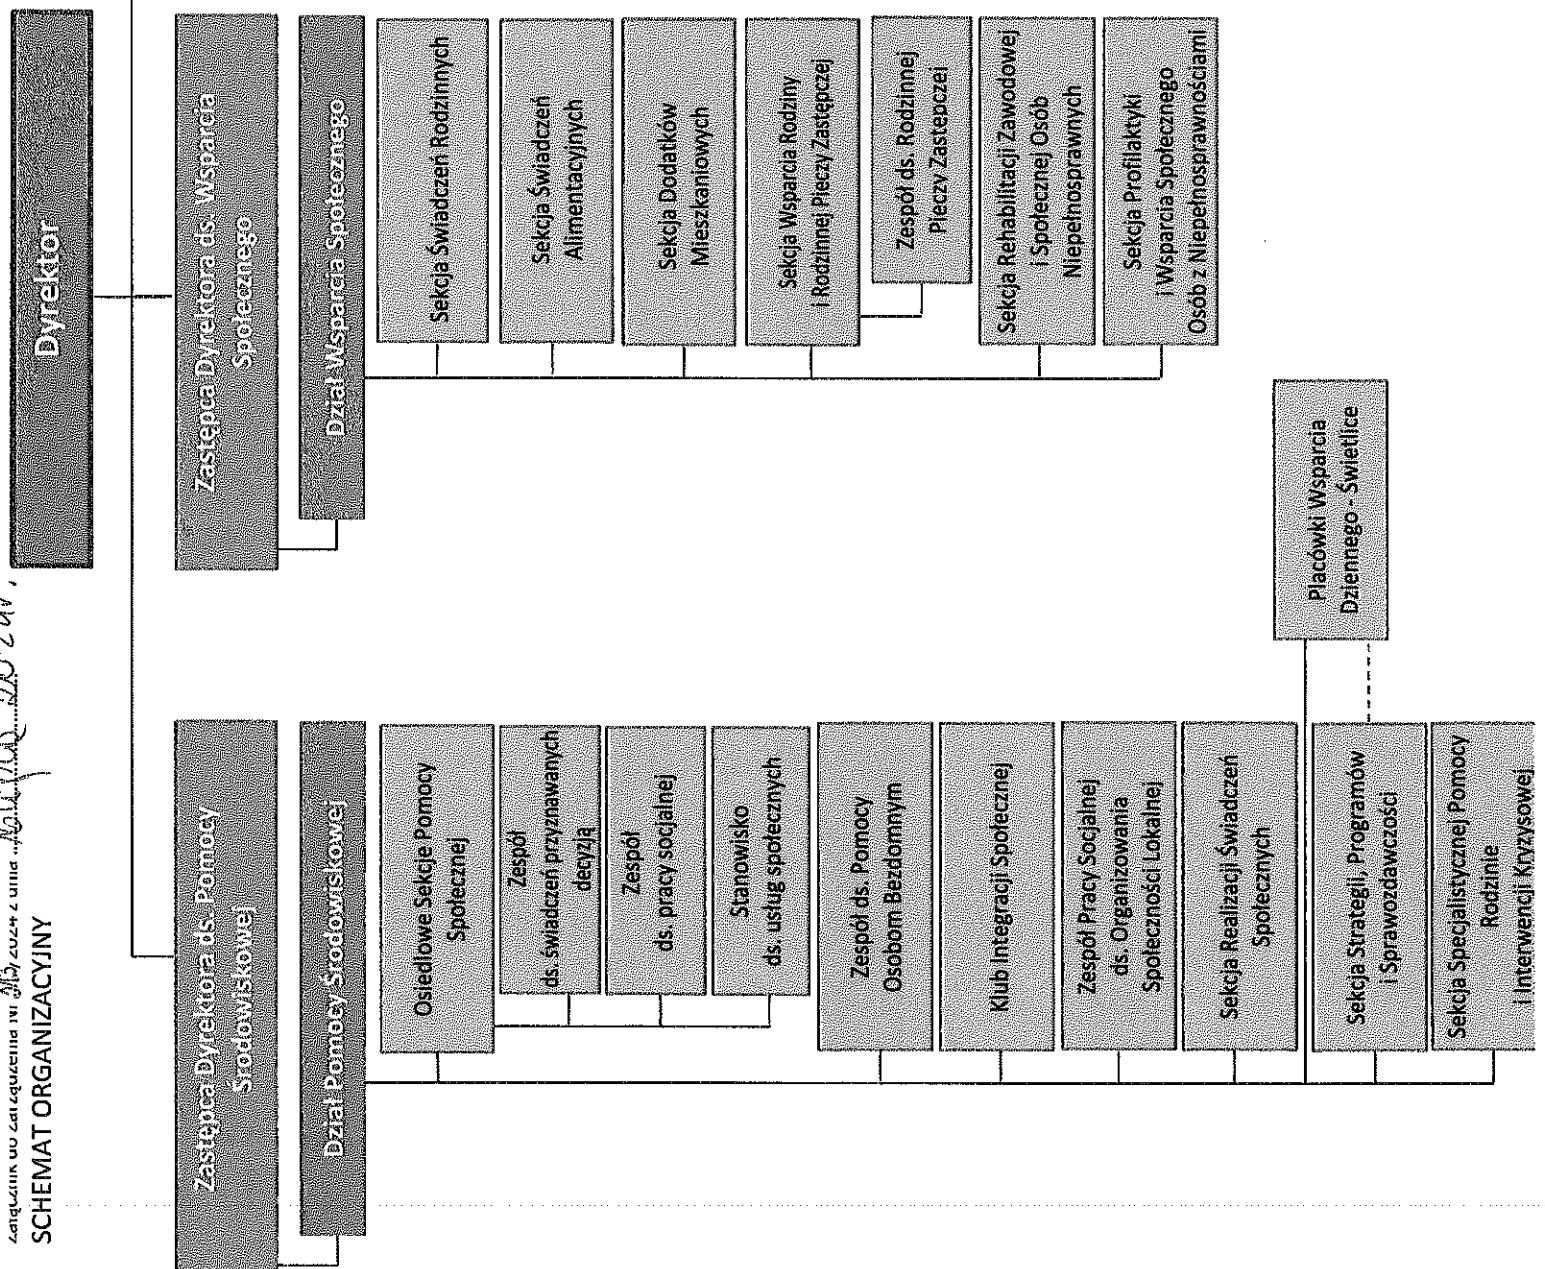 SCHEMAT ORGANIZACYJNY
Dyrektor
Zastępca Dyrektora ds. Pomocy
Środowiskowej
Dział Pomocy Środowiskowej
Osiedlowe Sekcje Pomocy
Społecznej
Zespół
ds. świadczeń przyznawanych
decyzją
Zespół
ds. pracy socjalnej
Stanowisko
ds. usług społecznych
Zespół ds. Pomocy
Osobom Bezdomnym
Klub Integracji Społecznej
Zespół Pracy Socjalnej
ds. Organizowania
Społeczności Lokalnej
Sekcja Realizacji Świadczeń
Społecznych
Placówki Wsparcia
Dziennego - Świetlice
Sekcja Strategii, Programów
i Sprawozdawczości
Sekcja Specjalistycznej Pomocy
Rodzinie
i Interwencji Kryzysowej
Zastępca Dyrektora ds. Wsparcia
Społecznego
Dział Wsparcia Społecznego
Sekcja Świadczeń Rodzinnych
Sekcja Świadczeń
Alimentacyjnych
Sekcja Dodatków
Mieszkaniowych
Sekcja Wsparcia Rodziny
i Rodzinnej Pieczy Zastępczej
Zespół ds. Rodzinnej
Pieczy Zastępczej
Sekcja Rehabilitacji Zawodowej
i Społecznej Osób
Niepełnosprawnych
Sekcja Profilaktyki
i Wsparcia Społecznego
Osób z Niepełnosprawnościami